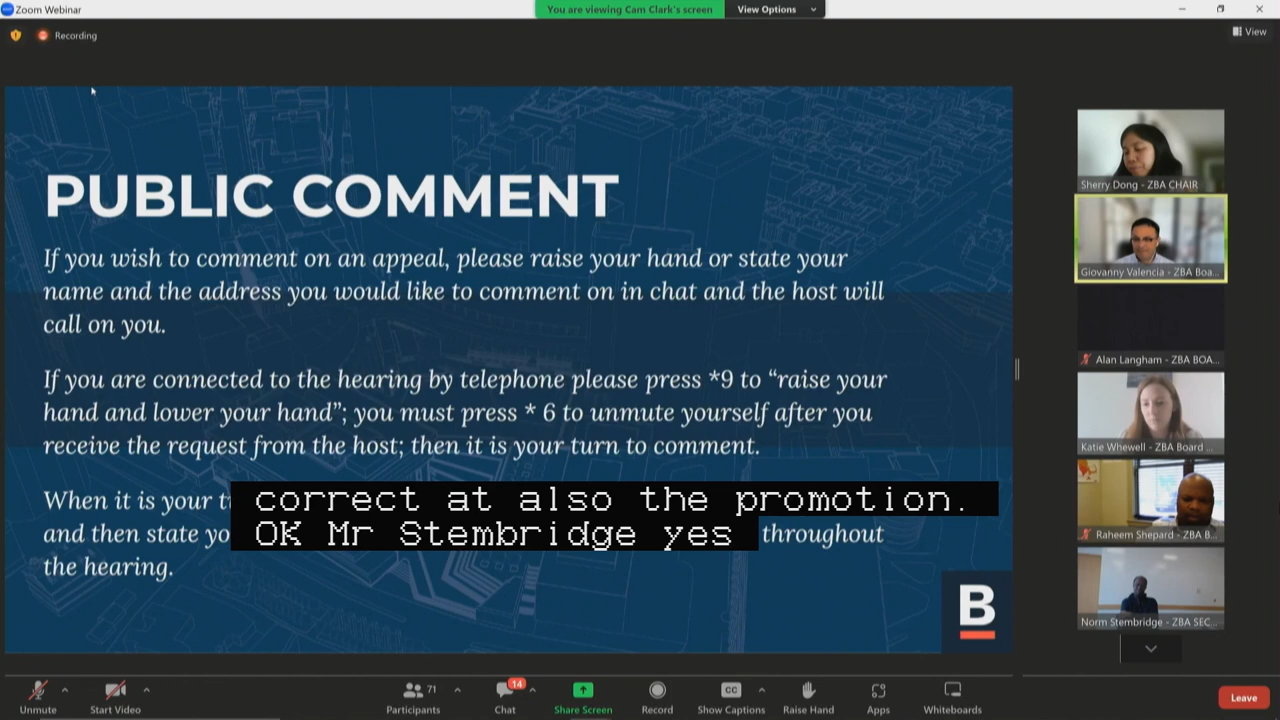 Zoom Webinar
You are viewing Cam Clark's screen
View Options
Recording
View
PUBLIC COMMENT
If you wish to comment on an appeal, please raise your hand or state your
name and the address you would like to comment on in chat and the host will
call on you.
If you are connected to the hearing by telephone please press *9 to “raise your
hand and lower your hand”; you must press * 6 to unmute yourself after you
receive the request from the host; then it is your turn to comment.
When it is your
and then state throughout
the hearing.
correct at also the promotion.
OK Mr Stembridge yes
B
Sherry Dong - ZBA CHAIR
Giovanny Valencia - ZBA Boa...
Alan Langham - ZBA BOA...
Katie Whewell - ZBA Board ...
Raheem Shepard - ZBA B...
Norm Stembridge - ZBA SEC...
Unmute
Start Video
71
Participants
14
Chat
Share Screen
Record
CC
Show Captions
Raise Hand
Apps
Whiteboards
Leave